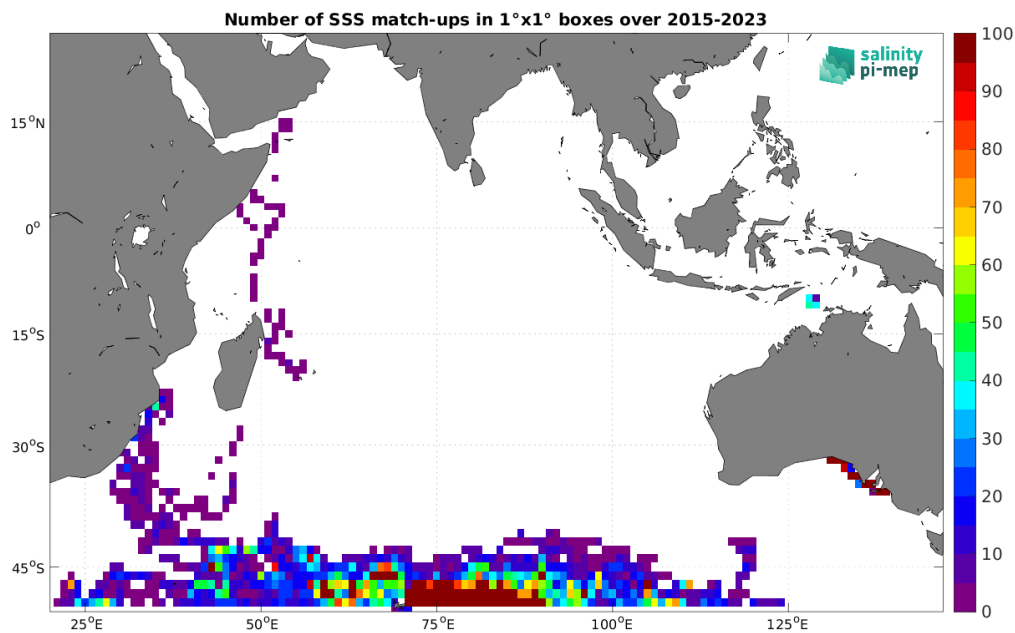 Number of SSS match-ups in 1°x1° boxes over 2015-2023
salinity
pi-mep
100
90
80
70
60
50
40
30
20
10
0
15°N
0°
15°S
30°S
45°S
25°E
50°E
75°E
100°E
125°E